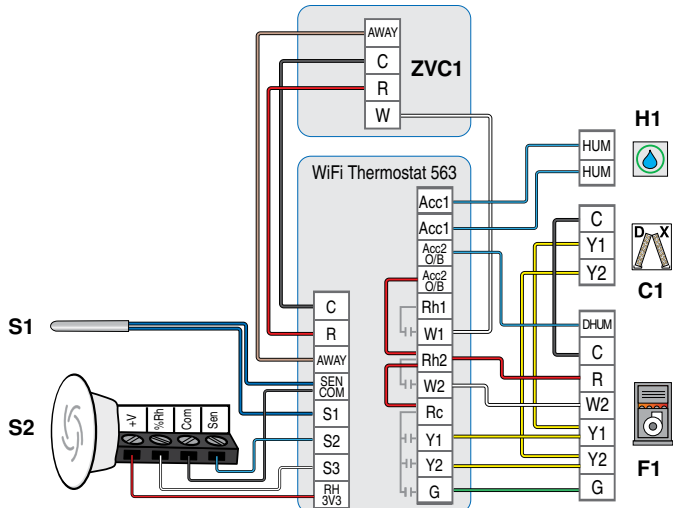 AWAY
C
R
W
ZVC1
H1
HUM
HUM
WiFi Thermostat 563
Acc1
Acc1
Acc2
O/B
Acc2
O/B
Rh1
W1
Rh2
W2
Rc
Y1
Y2
G
C
R
AWAY
SEN
COM
S1
S2
S3
RH
3V3
C
Y1
Y2
D X
C1
DHUM
C
R
W2
Y1
Y2
G
F1
S1
S2
+V
%Rh
Com
Sen